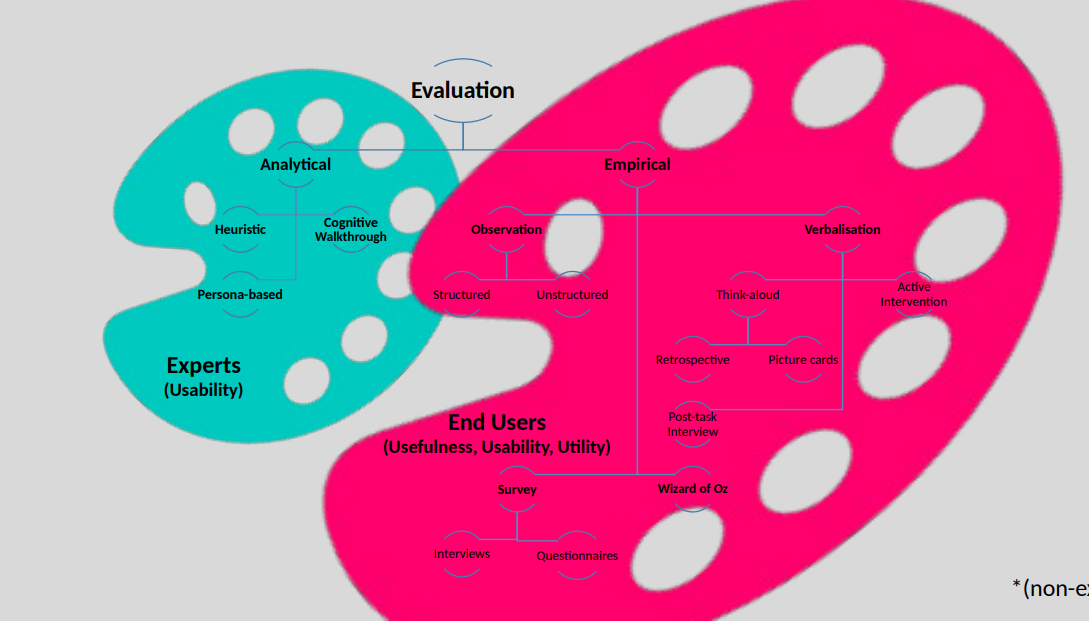 Evaluation
Analytical
Empirical
Heuristic
Cognitive
Walkthrough
Observation
Verbalisation
Persona-based
Structured
Unstructured
Think-aloud
Active
Intervention
Retrospective
Picture cards
Experts
(Usability)
Post-task
Interview
End Users
(Usefulness, Usability, Utility)
Survey
Wizard of Oz
Interviews
Questionnaires
*(non-ex